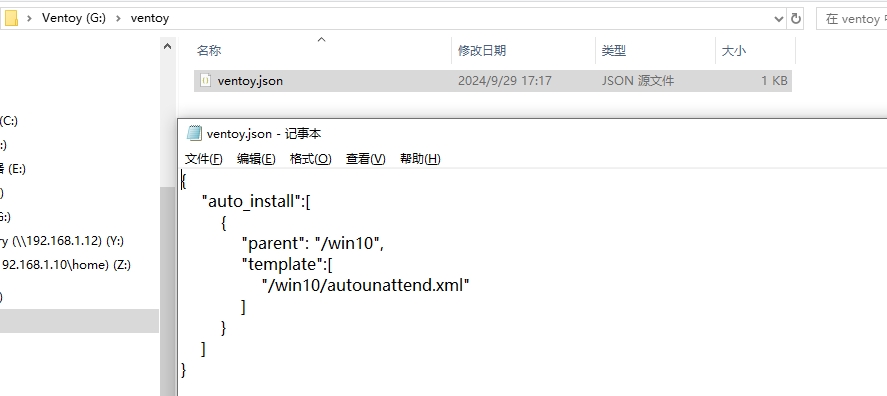 Ventoy (G:) › ventoy
在 ventoy 中
名称 修改日期 类型 大小
ventoy.json 2024/9/29 17:17 JSON 源文件 1 KB
(C:)
:)
器 (E:)
)
G:)
ry (\\192.168.1.12) (Y:)
92.168.1.10\home) (Z:)
)
ventoy.json - 记事本
文件(F) 编辑(E) 格式(O) 查看(V) 帮助(H)
{
"auto_install":[
{
"parent": "/win10",
"template":[
"/win10/autounattend.xml"
]
}
]
}